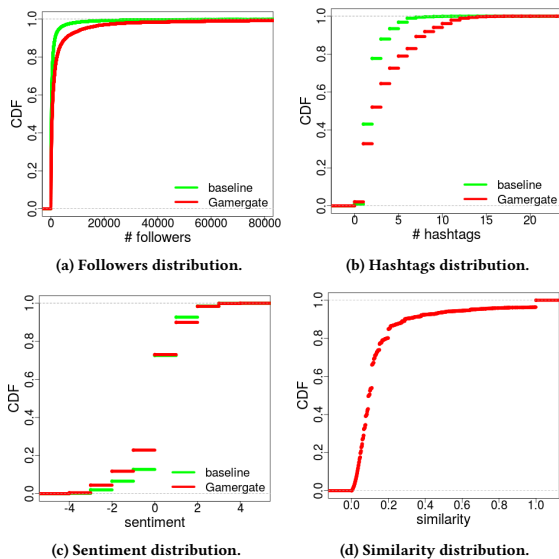 CDF
0.0 0.2 0.4 0.6 0.8 1.0
baseline
Gamergate
0 20000 40000 60000 80000
# followers
(a) Followers distribution.
CDF
0.0 0.2 0.4 0.6 0.8 1.0
baseline
Gamergate
0 5 10 15 20
# hashtags
(b) Hashtags distribution.
CDF
0.0 0.2 0.4 0.6 0.8 1.0
baseline
Gamergate
-4 -2 0 2 4
sentiment
(c) Sentiment distribution.
CDF
0.0 0.2 0.4 0.6 0.8 1.0
0.0 0.2 0.4 0.6 0.8 1.0
similarity
(d) Similarity distribution.